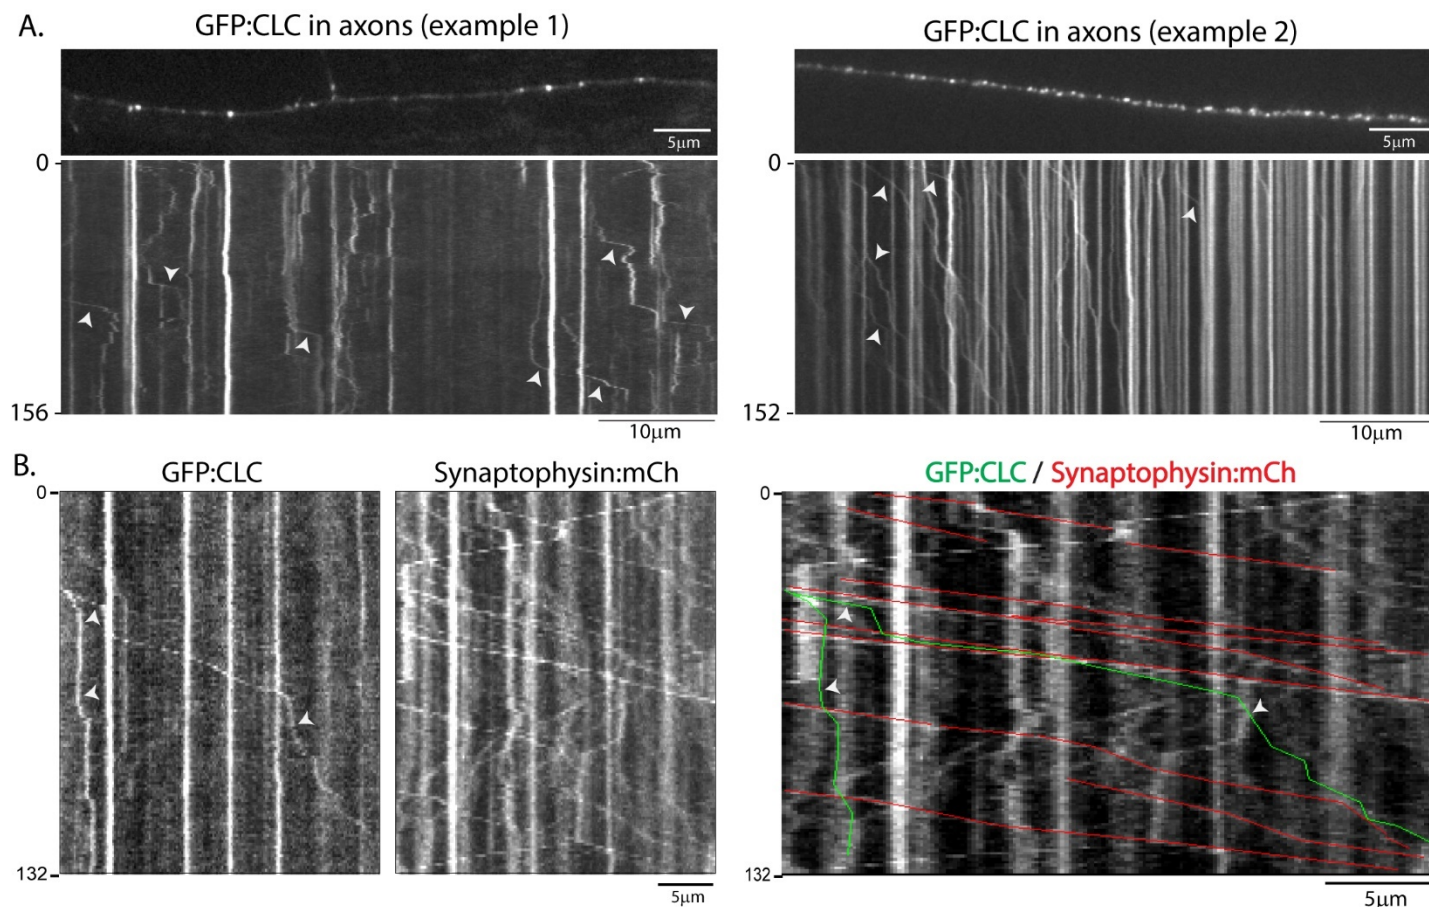 A.
GFP:CLC in axons (example 1)
GFP:CLC in axons (example 2)
5μm
5μm
0
0
156
152
10μm
10μm
B.
GFP:CLC
Synaptophysin:mCh
GFP:CLC / Synaptophysin:mCh
0
0
132
132
5μm
5μm